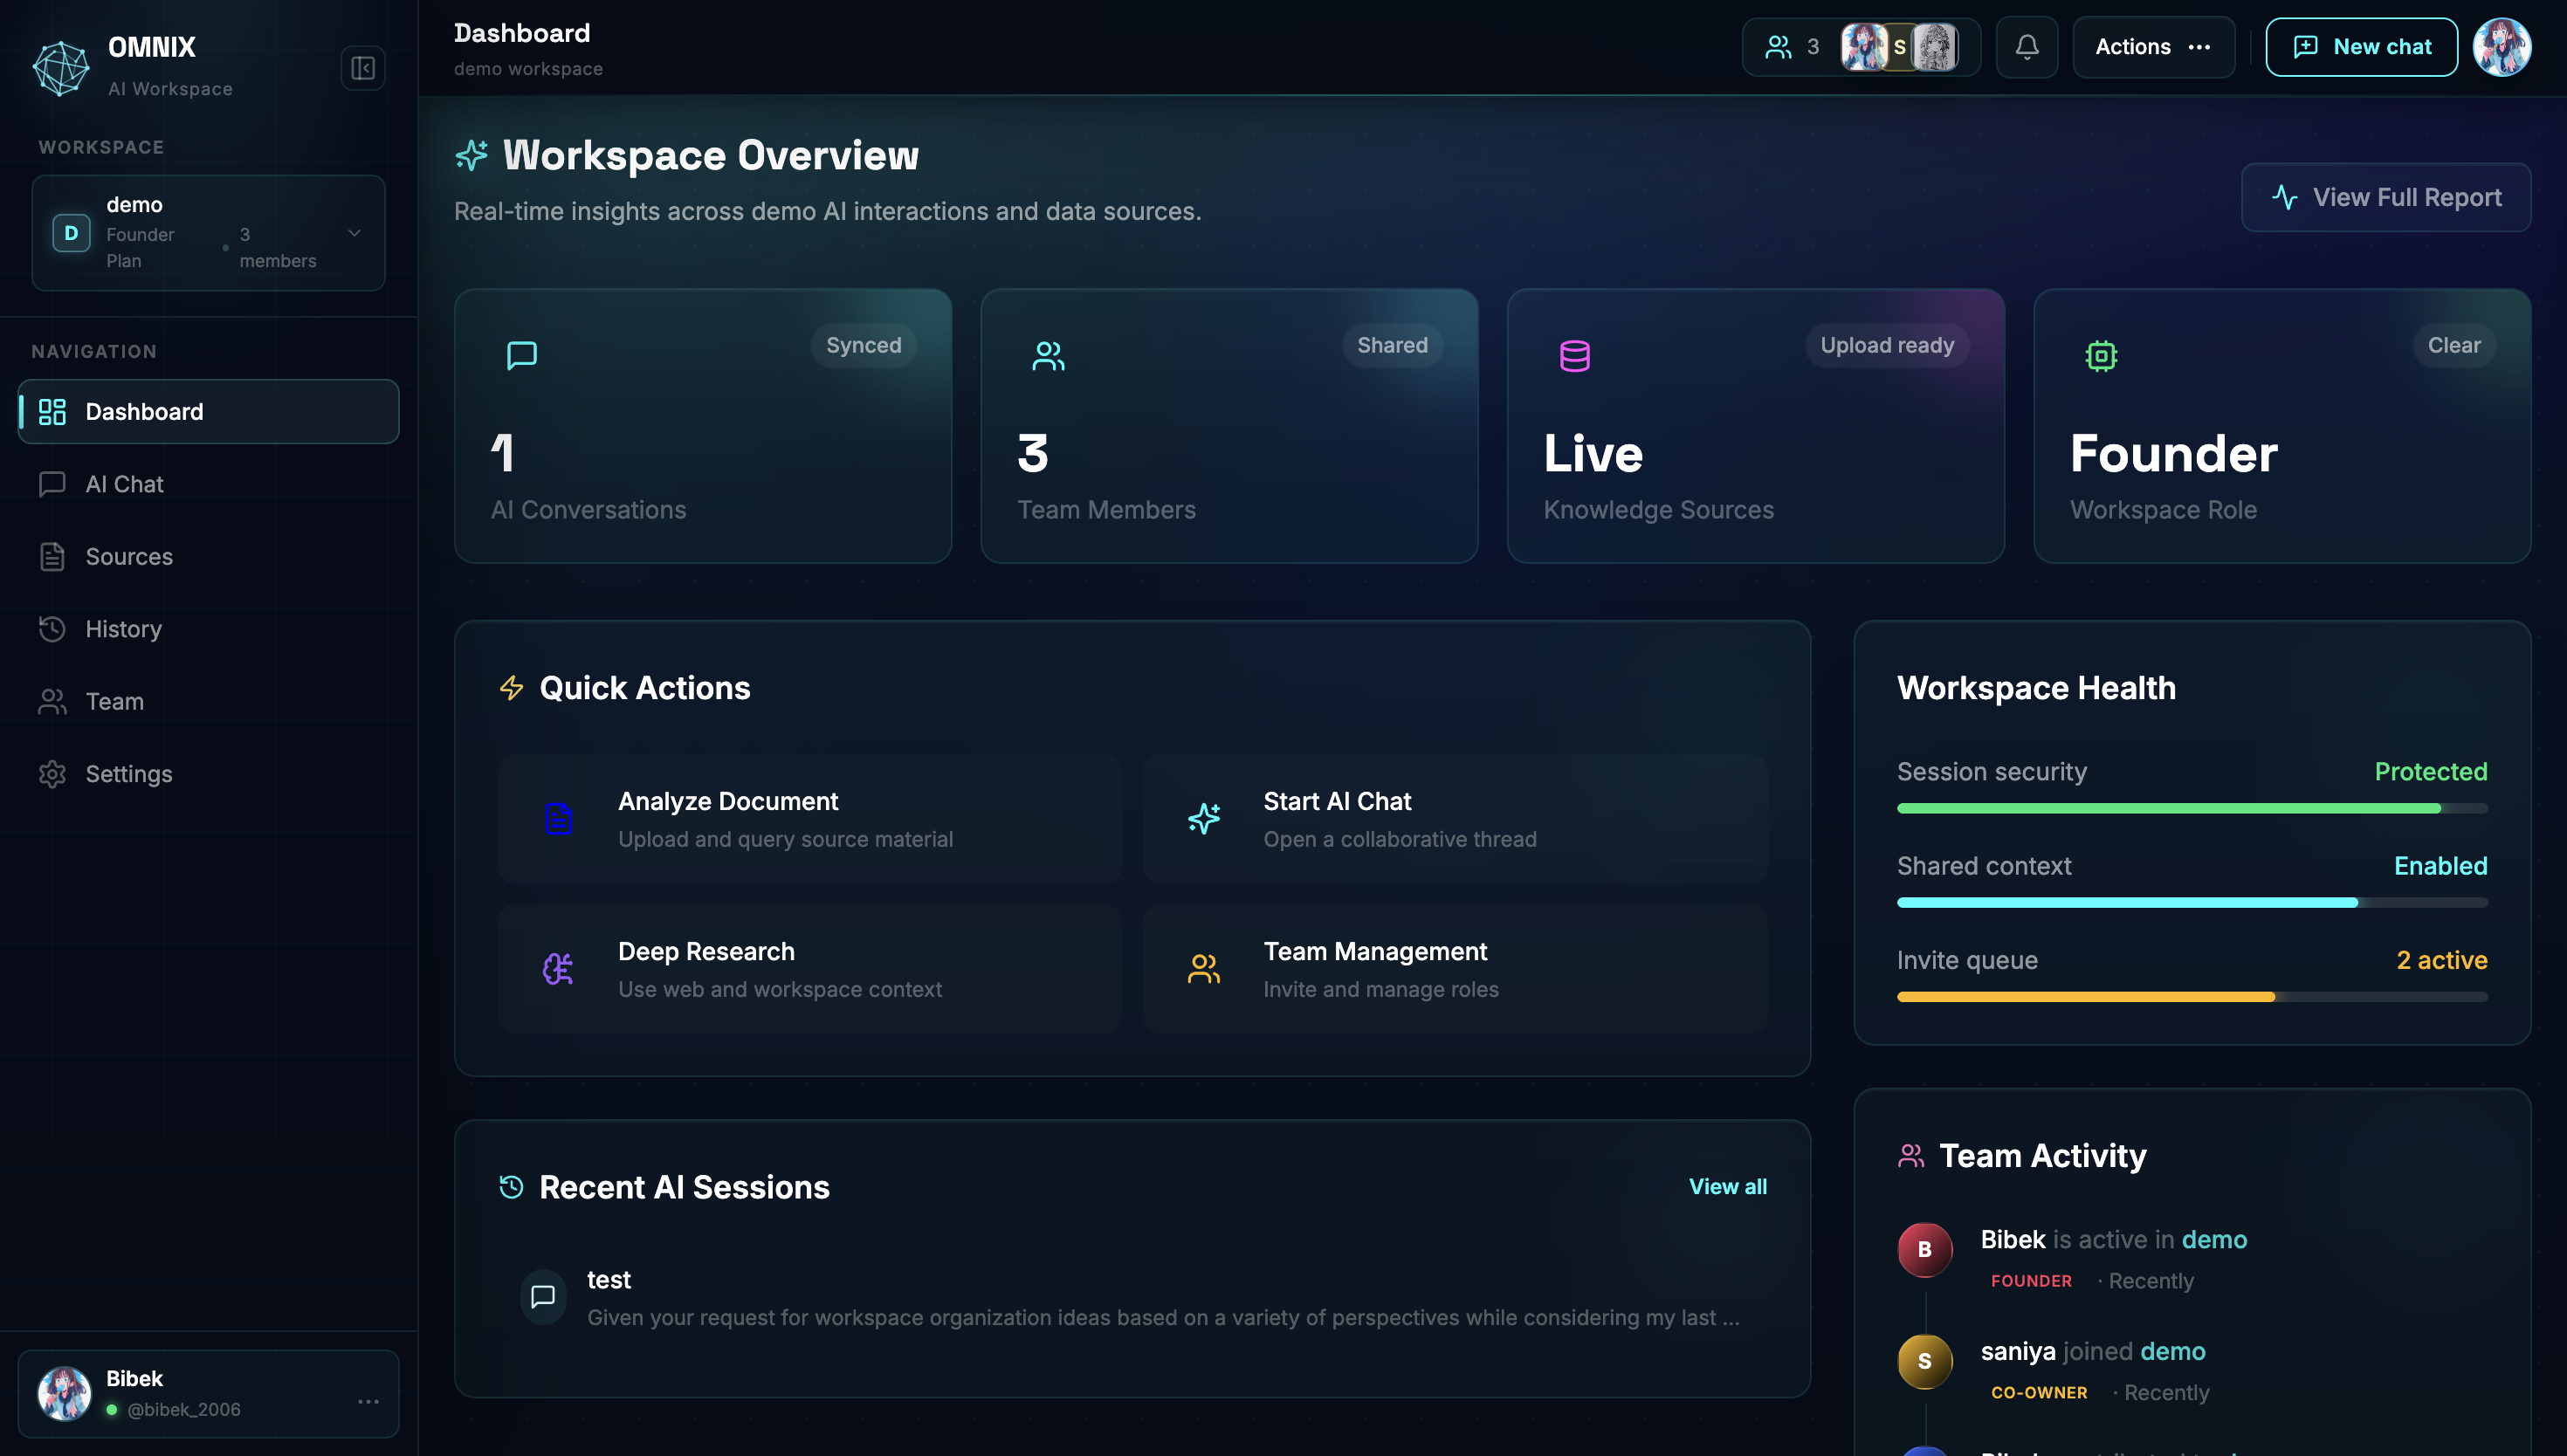 OMNIX
AI Workspace
WORKSPACE
D
demo
Founder
Plan
3
members
NAVIGATION
Dashboard
AI Chat
Sources
History
Team
Settings
Bibek
@bibek_2006
...
Dashboard
demo workspace
3
S
Actions ...
New chat
Workspace Overview
Real-time insights across demo AI interactions and data sources.
View Full Report
Synced
1
AI Conversations
Shared
3
Team Members
Upload ready
Live
Knowledge Sources
Clear
Founder
Workspace Role
Quick Actions
Analyze Document
Upload and query source material
Start AI Chat
Open a collaborative thread
Deep Research
Use web and workspace context
Team Management
Invite and manage roles
Recent AI Sessions
View all
test
Given your request for workspace organization ideas based on a variety of perspectives while considering my last ...
Workspace Health
Session security Protected
Shared context Enabled
Invite queue 2 active
Team Activity
B
Bibek is active in demo
FOUNDER · Recently
S
saniya joined demo
CO-OWNER · Recently